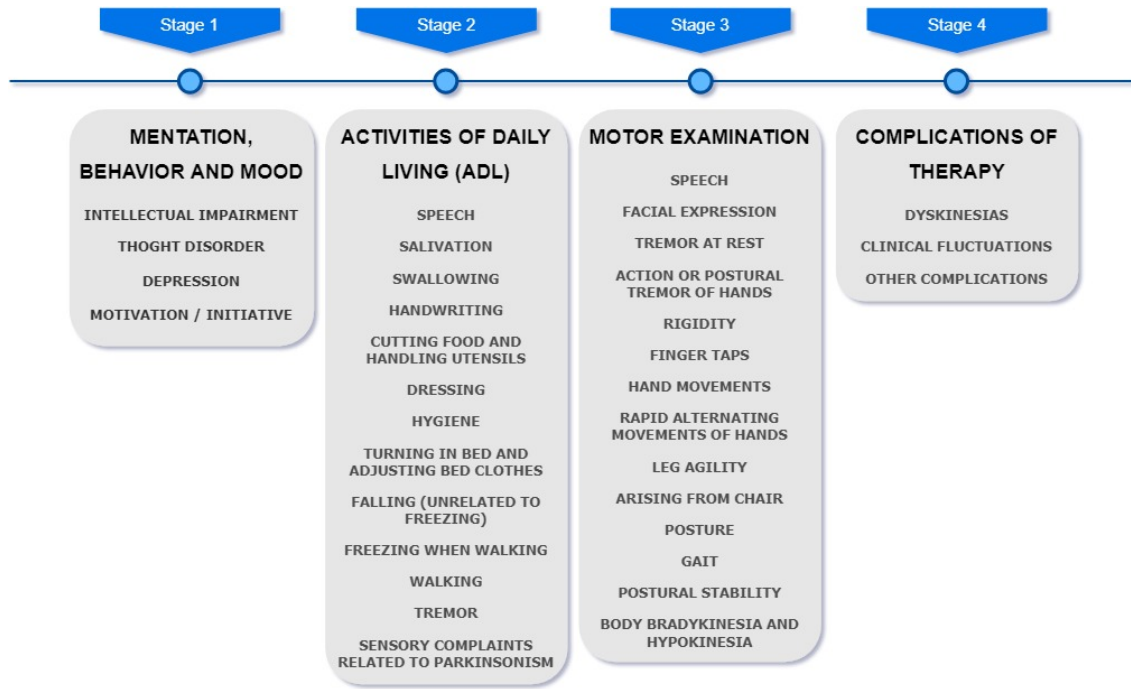 Stage 1
Stage 2
Stage 3
Stage 4
MENTATION,
BEHAVIOR AND MOOD
INTELLECTUAL IMPAIRMENT
THOGHT DISORDER
DEPRESSION
MOTIVATION / INITIATIVE
ACTIVITIES OF DAILY
LIVING (ADL)
SPEECH
SALIVATION
SWALLOWING
HANDWRITING
CUTTING FOOD AND
HANDLING UTENSILS
DRESSING
HYGIENE
TURNING IN BED AND
ADJUSTING BED CLOTHES
FALLING (UNRELATED TO
FREEZING)
FREEZING WHEN WALKING
WALKING
TREMOR
SENSORY COMPLAINTS
RELATED TO PARKINSONISM
MOTOR EXAMINATION
SPEECH
FACIAL EXPRESSION
TREMOR AT REST
ACTION OR POSTURAL
TREMOR OF HANDS
RIGIDITY
FINGER TAPS
HAND MOVEMENTS
RAPID ALTERNATING
MOVEMENTS OF HANDS
LEG AGILITY
ARISING FROM CHAIR
POSTURE
GAIT
POSTURAL STABILITY
BODY BRADYKINESIA AND
HYPOKINESIA
COMPLICATIONS OF
THERAPY
DYSKINESIAS
CLINICAL FLUCTUATIONS
OTHER COMPLICATIONS